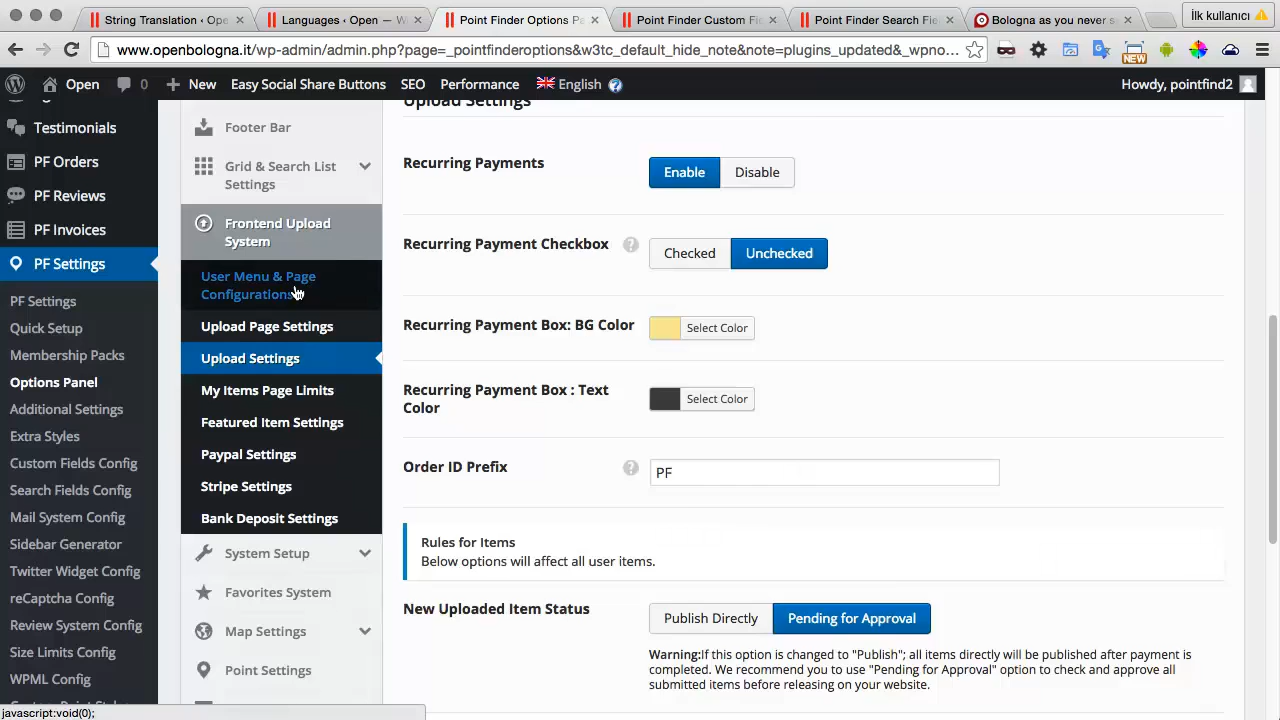 String Translation ‹ Ope
Languages ‹ Open — W
Point Finder Options Pa
Point Finder Custom Fi
Point Finder Search Fie
Bologna as you never s
İlk kullanıcı
www.openbologna.it/wp-admin/admin.php?page=_pointfinderoptions&w3tc_default_hide_note&note=plugins_updated&_wpno...
NEW
Open
0
New
Easy Social Share Buttons
SEO
Performance
English
Howdy, pointfind2
Testimonials
PF Orders
PF Reviews
PF Invoices
PF Settings
PF Settings
Quick Setup
Membership Packs
Options Panel
Additional Settings
Extra Styles
Custom Fields Config
Search Fields Config
Mail System Config
Sidebar Generator
Twitter Widget Config
reCaptcha Config
Review System Config
Size Limits Config
WPML Config
Footer Bar
Grid & Search List
Settings
Frontend Upload
System
User Menu & Page
Configurations
Upload Page Settings
Upload Settings
My Items Page Limits
Featured Item Settings
Paypal Settings
Stripe Settings
Bank Deposit Settings
System Setup
Favorites System
Map Settings
Point Settings
Upload Settings
Recurring Payments
Enable
Disable
Recurring Payment Checkbox
?
Checked
Unchecked
Recurring Payment Box: BG Color
Select Color
Recurring Payment Box : Text
Color
Select Color
Order ID Prefix
?
PF
Rules for Items
Below options will affect all user items.
New Uploaded Item Status
Publish Directly
Pending for Approval
Warning:If this option is changed to "Publish"; all items directly will be published after payment is
completed. We recommend you to use "Pending for Approval" option to check and approve all
submitted items before releasing on your website.
javascript:void(0);